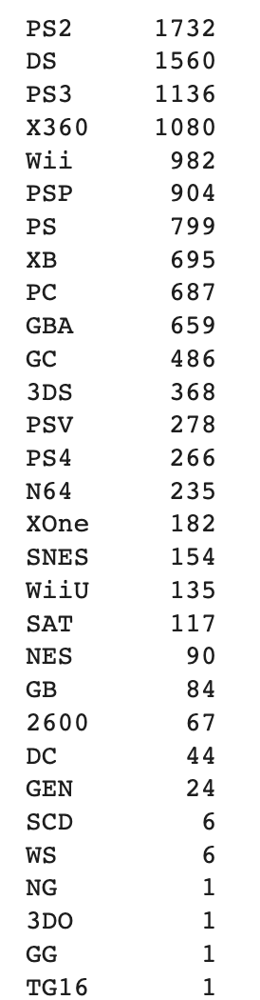 PS2 1732
DS 1560
PS3 1136
X360 1080
Wii 982
PSP 904
PS 799
XB 695
PC 687
GBA 659
GC 486
3DS 368
PSV 278
PS4 266
N64 235
XOne 182
SNES 154
WiiU 135
SAT 117
NES 90
GB 84
2600 67
DC 44
GEN 24
SCD 6
WS 6
NG 1
3DO 1
GG 1
TG16 1